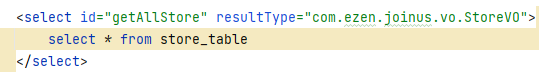 <select id="getAllStore" resultType="com.ezen.joinus.vo.StoreVO">
select * from store_table
</select>